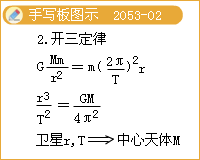 手写板图示 2053-02
2.开三定律
G Mm/r² = m(2π/T)²r
r³/T² = GM/4π²
卫星r,T⟹中心天体M